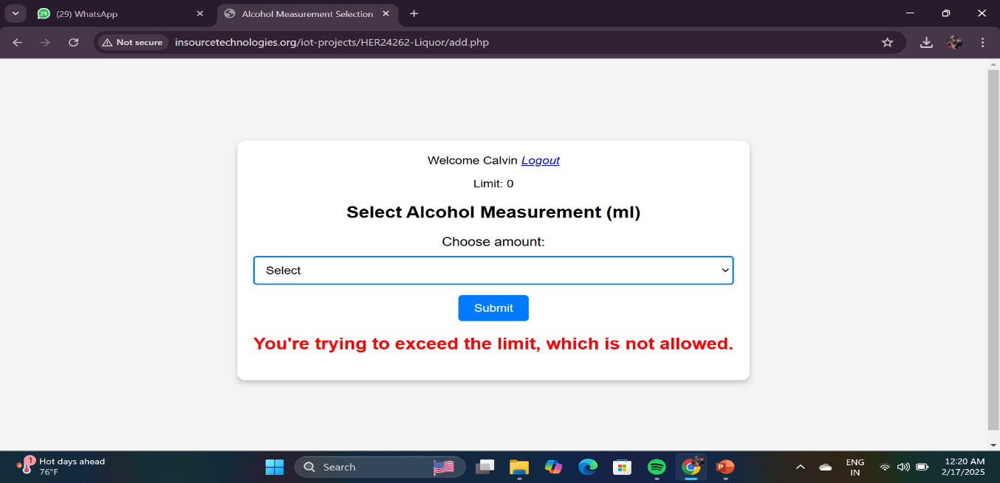 (29) WhatsApp
Alcohol Measurement Selection
Not secure
insourcetechnologies.org/iot-projects/HER24262-Liquor/add.php
Welcome Calvin Logout
Limit: 0
Select Alcohol Measurement (ml)
Choose amount:
Select
Submit
You're trying to exceed the limit, which is not allowed.
1
Hot days ahead
76°F
Search
ENG
IN
12:20 AM
2/17/2025